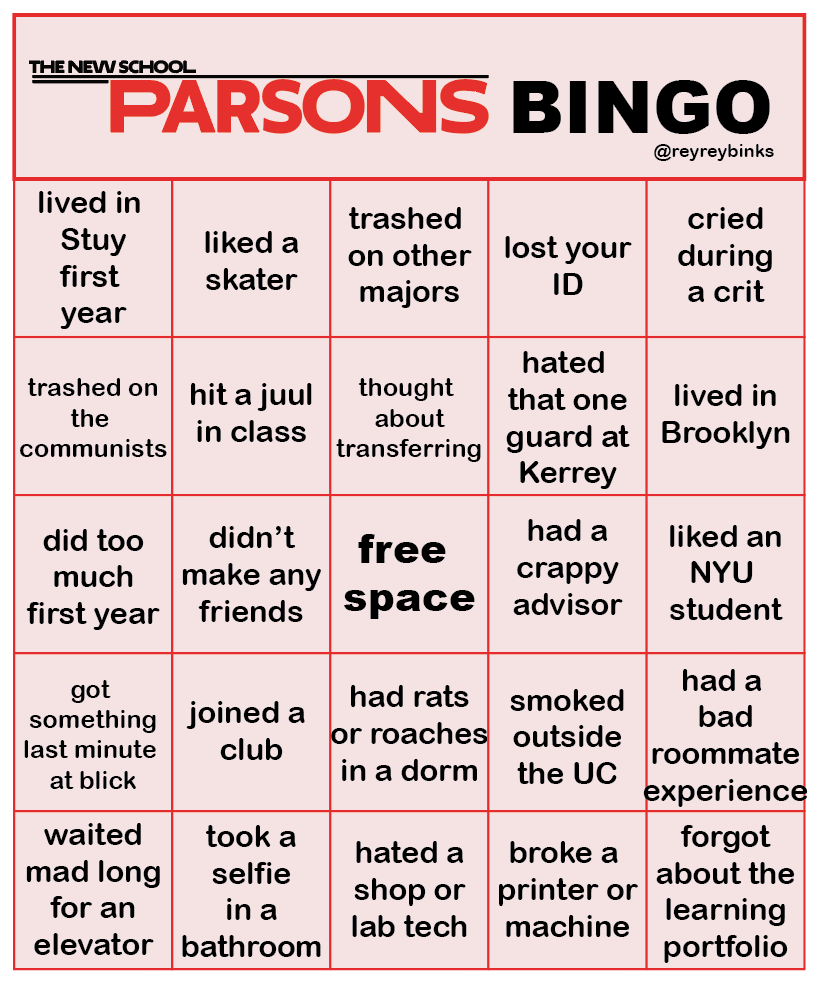 THE NEW SCHOOL
PARSONS BINGO
@reyreybinks
lived in
Stuy
first
year
liked a
skater
trashed
on other
majors
lost your
ID
cried
during
a crit
trashed on
the
communists
hit a juul
in class
thought
about
transferring
hated
that one
guard at
Kerrey
lived in
Brooklyn
did too
much
first year
didn't
make any
friends
free
space
had a
crappy
advisor
liked an
NYU
student
got
something
last minute
at blick
joined a
club
had rats
or roaches
in a dorm
smoked
outside
the UC
had a
bad
roommate
experience
waited
mad long
for an
elevator
took a
selfie
in a
bathroom
hated a
shop or
lab tech
broke a
printer or
machine
forgot
about the
learning
portfolio